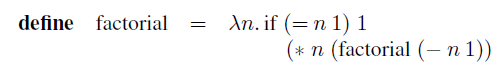 define factorial = λn. if (= n 1) 1
(* n (factorial (− n 1))